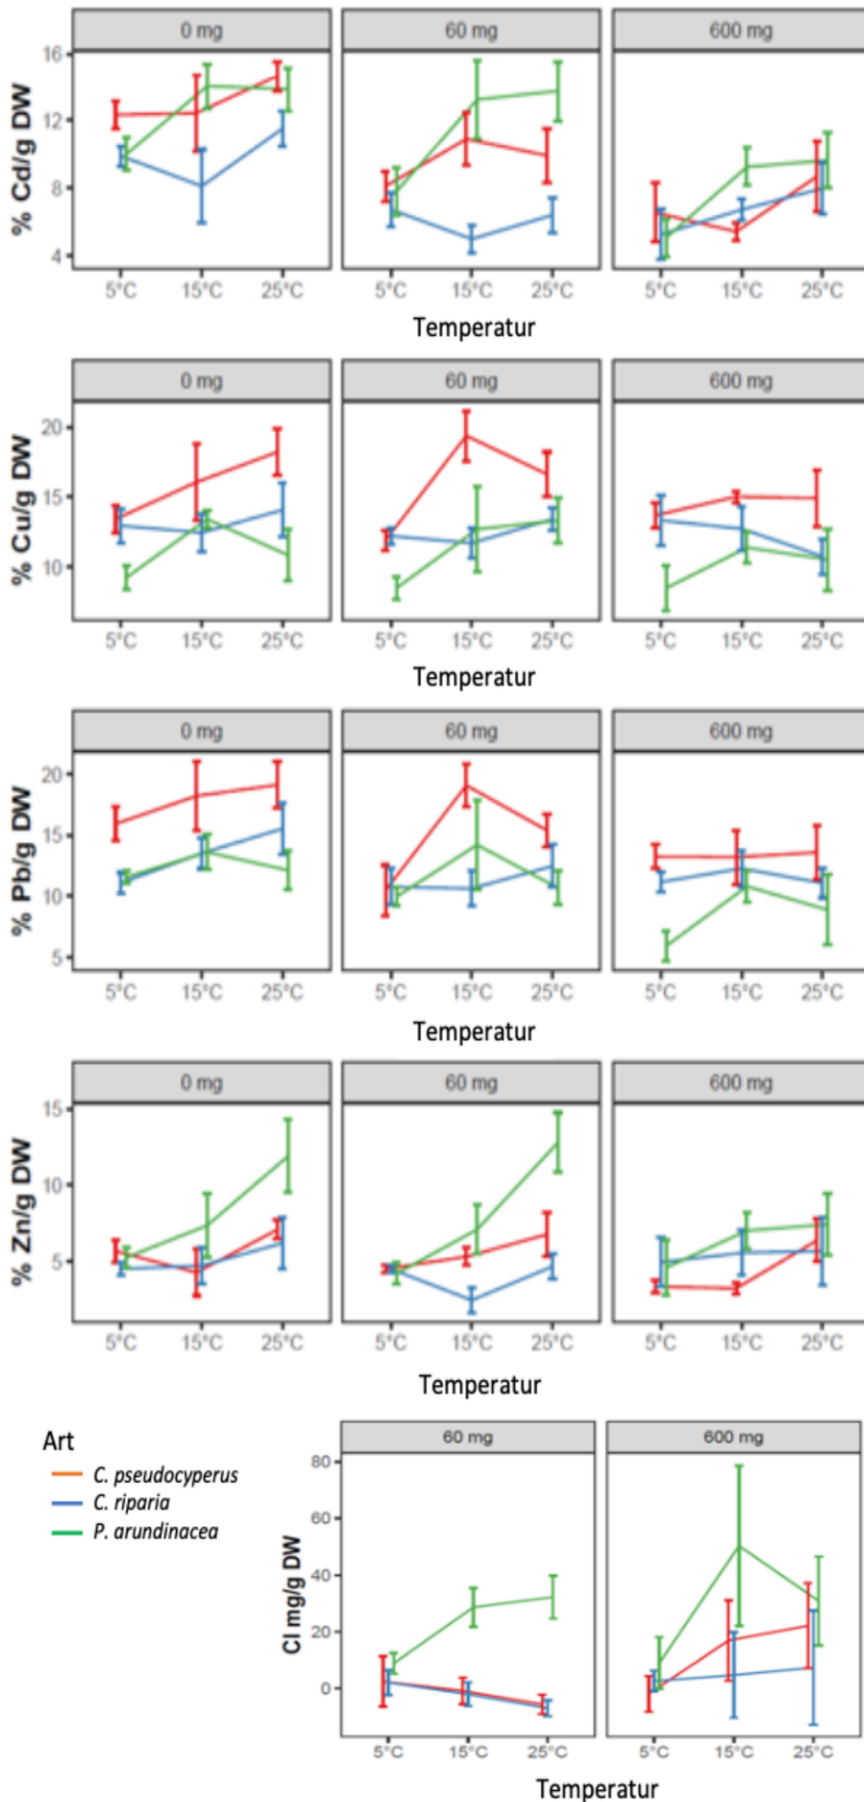 0 mg 60 mg 600 mg
% Cd/g DW
16
12
8
4
5°C 15°C 25°C 5°C 15°C 25°C 5°C 15°C 25°C
Temperatur
0 mg 60 mg 600 mg
% Cu/g DW
20
15
10
5°C 15°C 25°C 5°C 15°C 25°C 5°C 15°C 25°C
Temperatur
0 mg 60 mg 600 mg
% Pb/g DW
20
15
10
5
5°C 15°C 25°C 5°C 15°C 25°C 5°C 15°C 25°C
Temperatur
0 mg 60 mg 600 mg
% Zn/g DW
15
10
5
5°C 15°C 25°C 5°C 15°C 25°C 5°C 15°C 25°C
Temperatur
Art
C. pseudocyperus
C. riparia
P. arundinacea
60 mg 600 mg
Cl mg/g DW
80
60
40
20
0
5°C 15°C 25°C 5°C 15°C 25°C
Temperatur